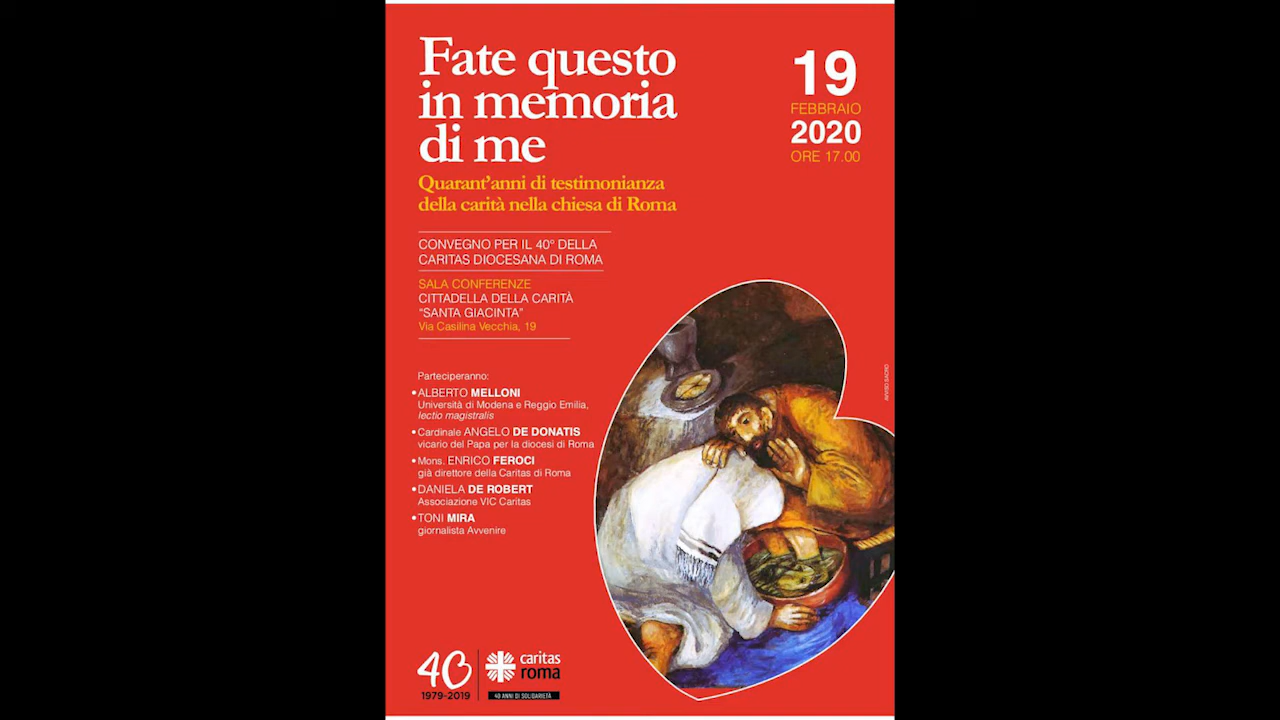 Fate questo
in memoria
di me
Quarant'anni di testimonianza
della carità nella chiesa di Roma
19
FEBBRAIO
2020
ORE 17.00
CONVEGNO PER IL 40º DELLA
CARITAS DIOCESANA DI ROMA
SALA CONFERENZE
CITTADELLA DELLA CARITÀ
"SANTA GIACINTA"
Via Casilina Vecchia, 19
Parteciperanno:
• ALBERTO MELLONI
Università di Modena e Reggio Emilia,
lectio magistralis
• Cardinale ANGELO DE DONATIS
vicario del Papa per la diocesi di Roma
• Mons. ENRICO FEROCI
già direttore della Caritas di Roma
• DANIELA DE ROBERT
Associazione VIC Caritas
• TONI MIRA
giornalista Avvenire
AVVISO SACRO
40
1979-2019
caritas
roma
40 ANNI DI SOLIDARIETÀ